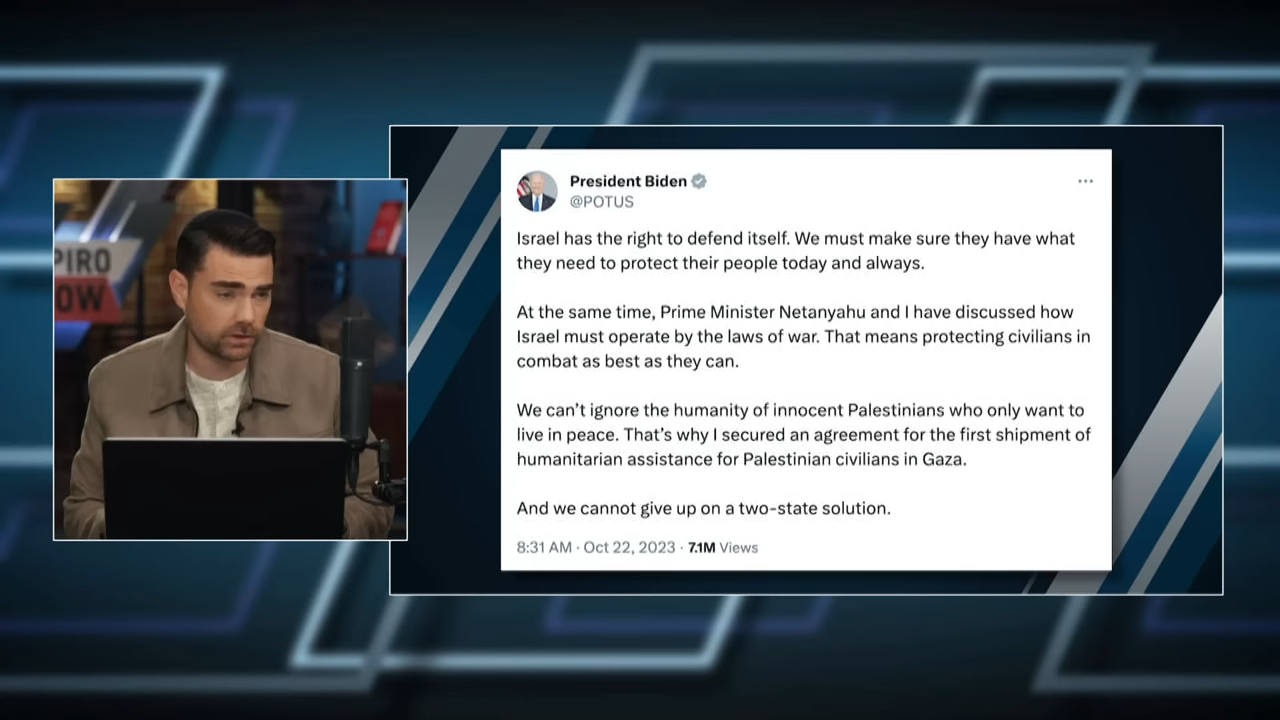 PIRO
OW
President Biden
@POTUS
Israel has the right to defend itself. We must make sure they have what
they need to protect their people today and always.
At the same time, Prime Minister Netanyahu and I have discussed how
Israel must operate by the laws of war. That means protecting civilians in
combat as best as they can.
We can’t ignore the humanity of innocent Palestinians who only want to
live in peace. That’s why I secured an agreement for the first shipment of
humanitarian assistance for Palestinian civilians in Gaza.
And we cannot give up on a two-state solution.
8:31 AM · Oct 22, 2023 · 7.1M Views